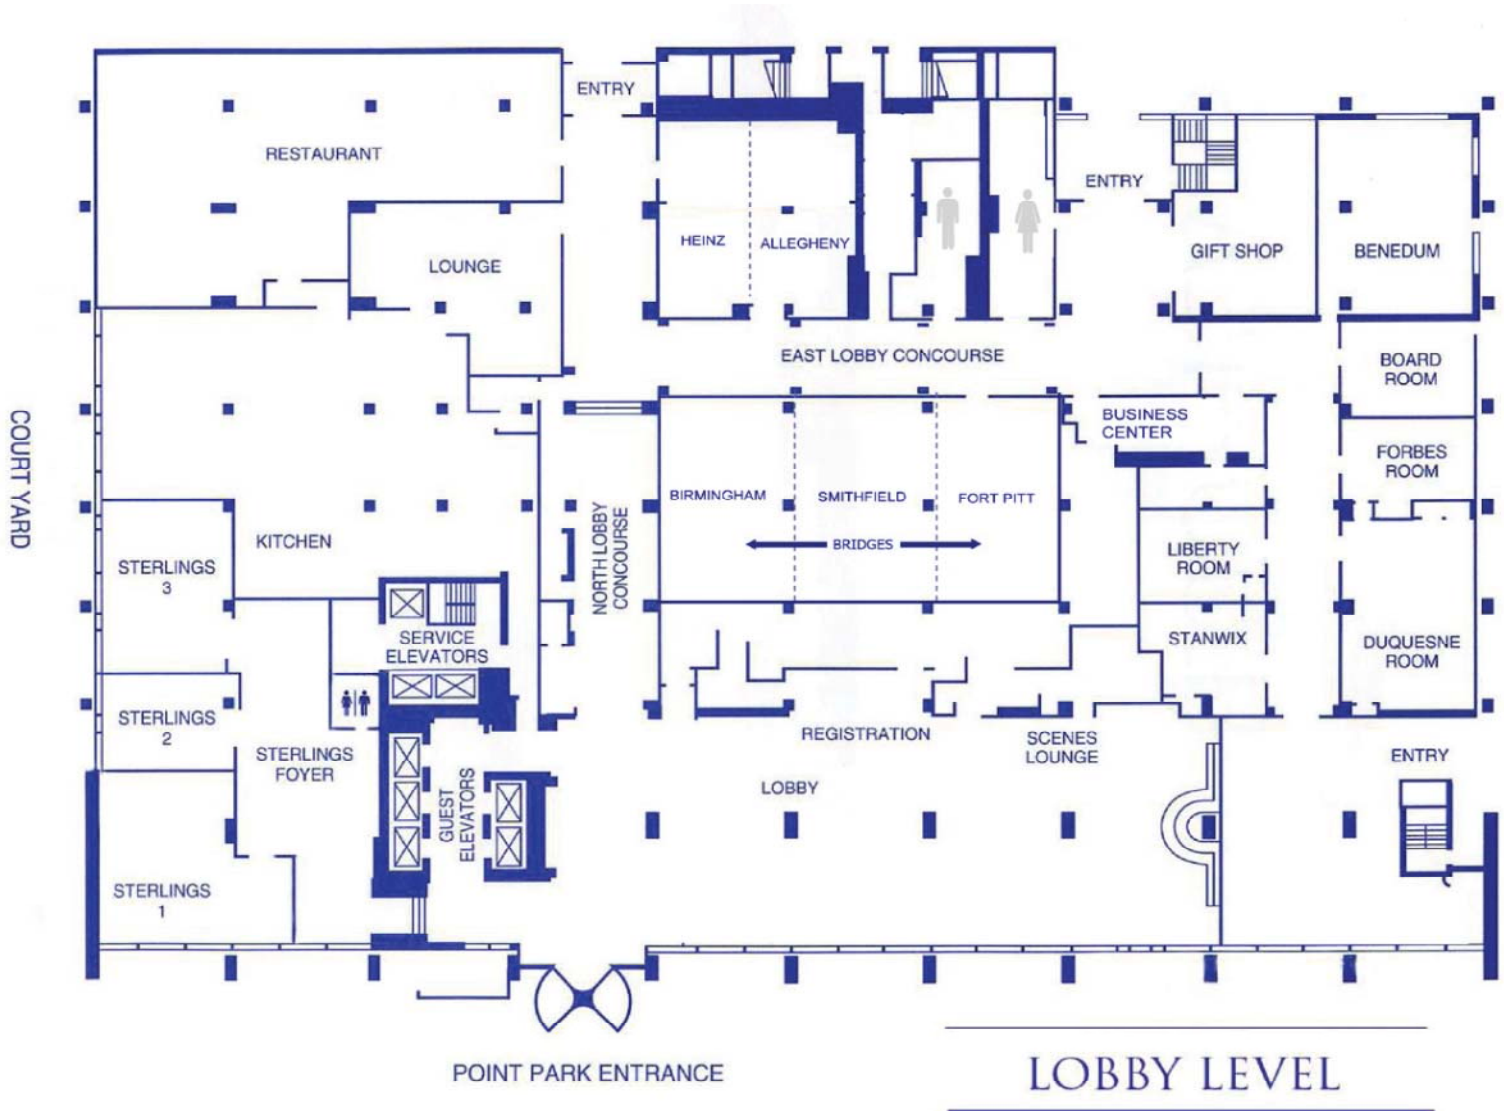 ENTRY
RESTAURANT
ENTRY
HEINZ
ALLEGHENY
LOUNGE
GIFT SHOP
BENEDUM
EAST LOBBY CONCOURSE
BOARD
ROOM
BUSINESS
CENTER
COURT YARD
FORBES
ROOM
BIRMINGHAM
SMITHFIELD
FORT PITT
BRIDGES
KITCHEN
NORTH LOBBY
CONCOURSE
LIBERTY
ROOM
STERLINGS
3
SERVICE
ELEVATORS
STANWIX
DUQUESNE
ROOM
STERLINGS
2
STERLINGS
FOYER
REGISTRATION
SCENES
LOUNGE
ENTRY
LOBBY
GUEST
ELEVATORS
STERLINGS
1
POINT PARK ENTRANCE
LOBBY LEVEL